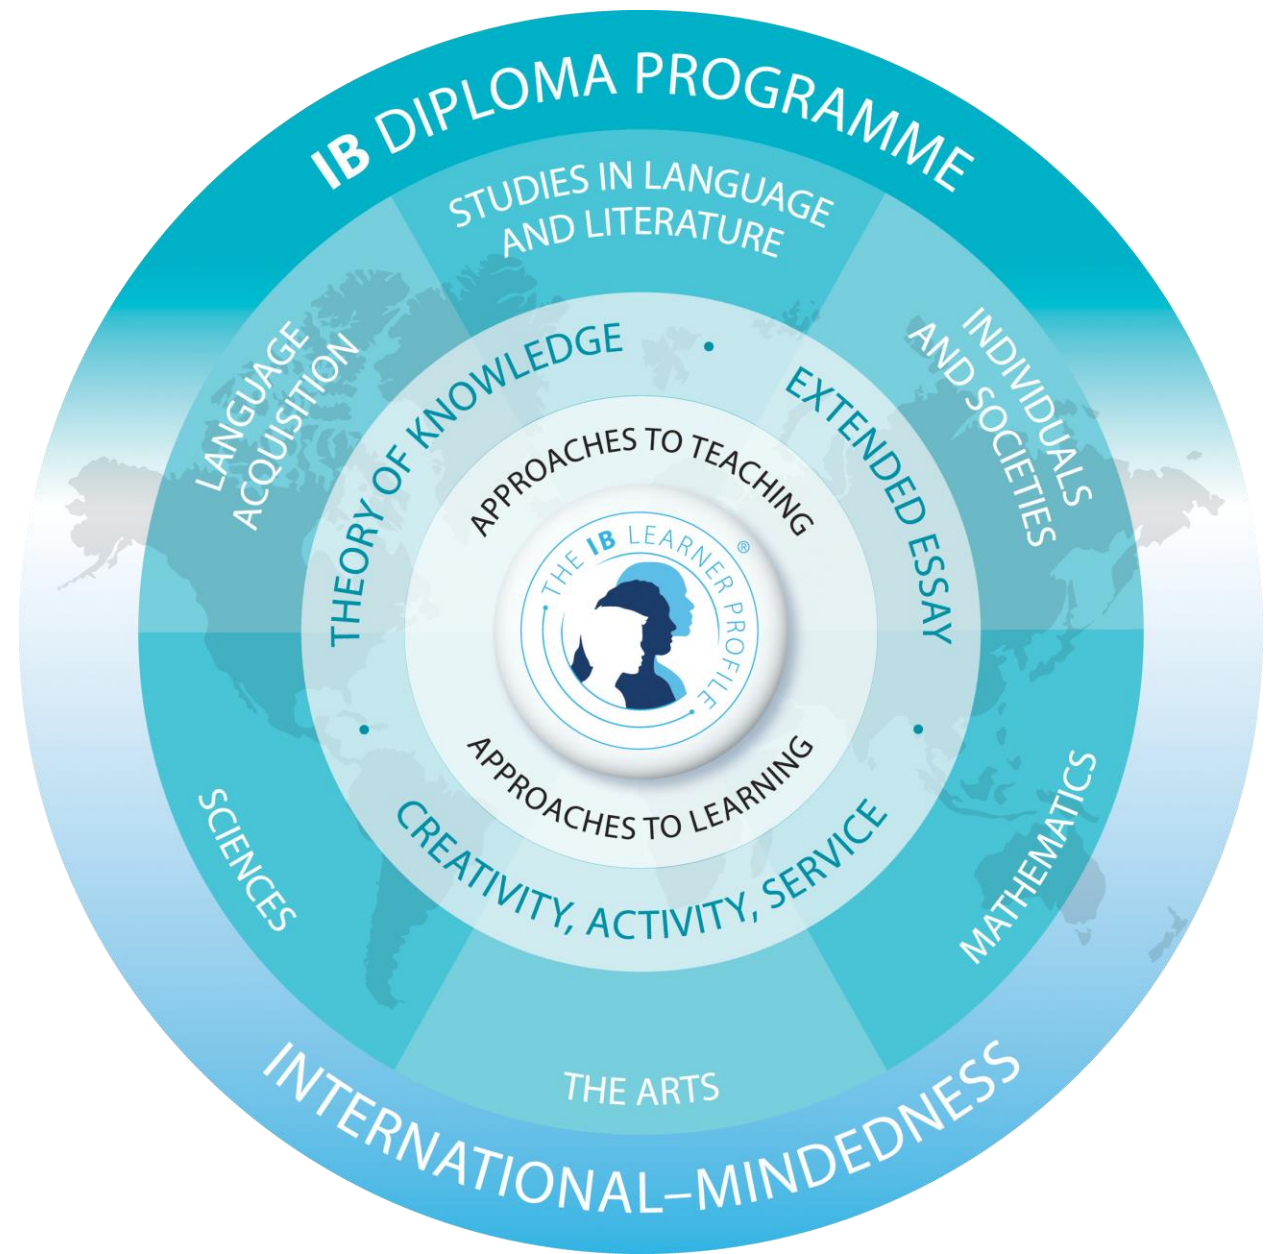 IB DIPLOMA PROGRAMME
STUDIES IN LANGUAGE
AND LITERATURE
LANGUAGE
ACQUISITION
INDIVIDUALS
AND SOCIETIES
THEORY OF KNOWLEDGE
•
EXTENDED ESSAY
•
APPROACHES TO TEACHING
THE IB LEARNER PROFILE
®
APPROACHES TO LEARNING
•
CREATIVITY, ACTIVITY, SERVICE
SCIENCES
MATHEMATICS
THE ARTS
INTERNATIONAL–MINDEDNESS